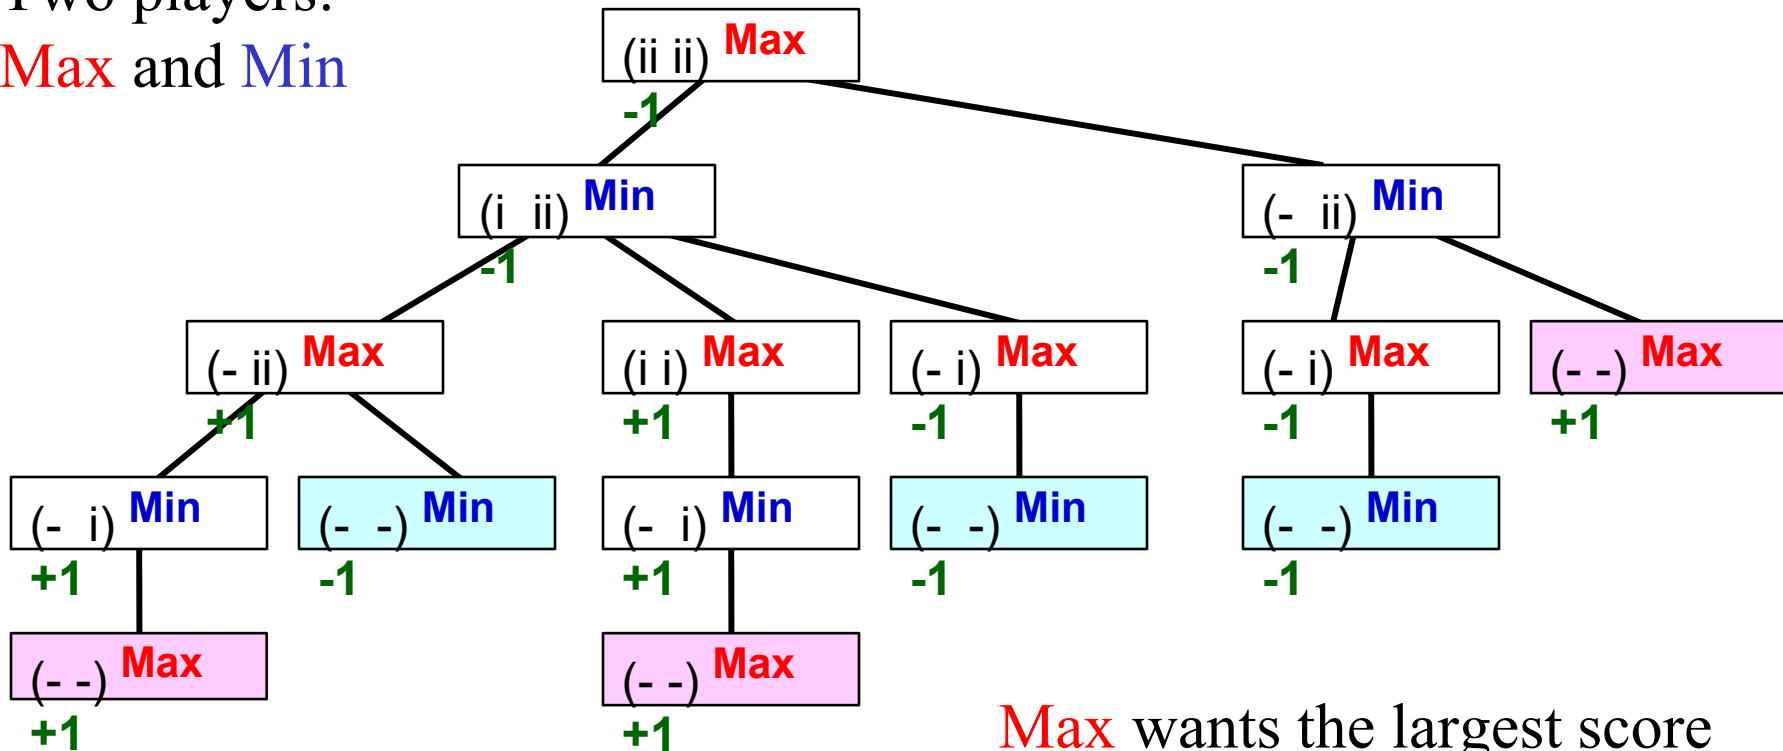 Two players:
Max and Min
(ii ii) Max
-1
(i ii) Min
-1
(- ii) Min
-1
(- ii) Max
+1
(i i) Max
+1
(- i) Max
-1
(- i) Max
-1
(- -) Max
+1
(- i) Min
+1
(- -) Min
-1
(- i) Min
+1
(- -) Min
-1
(- -) Min
-1
(- -) Max
+1
(- -) Max
+1
Max wants the largest score